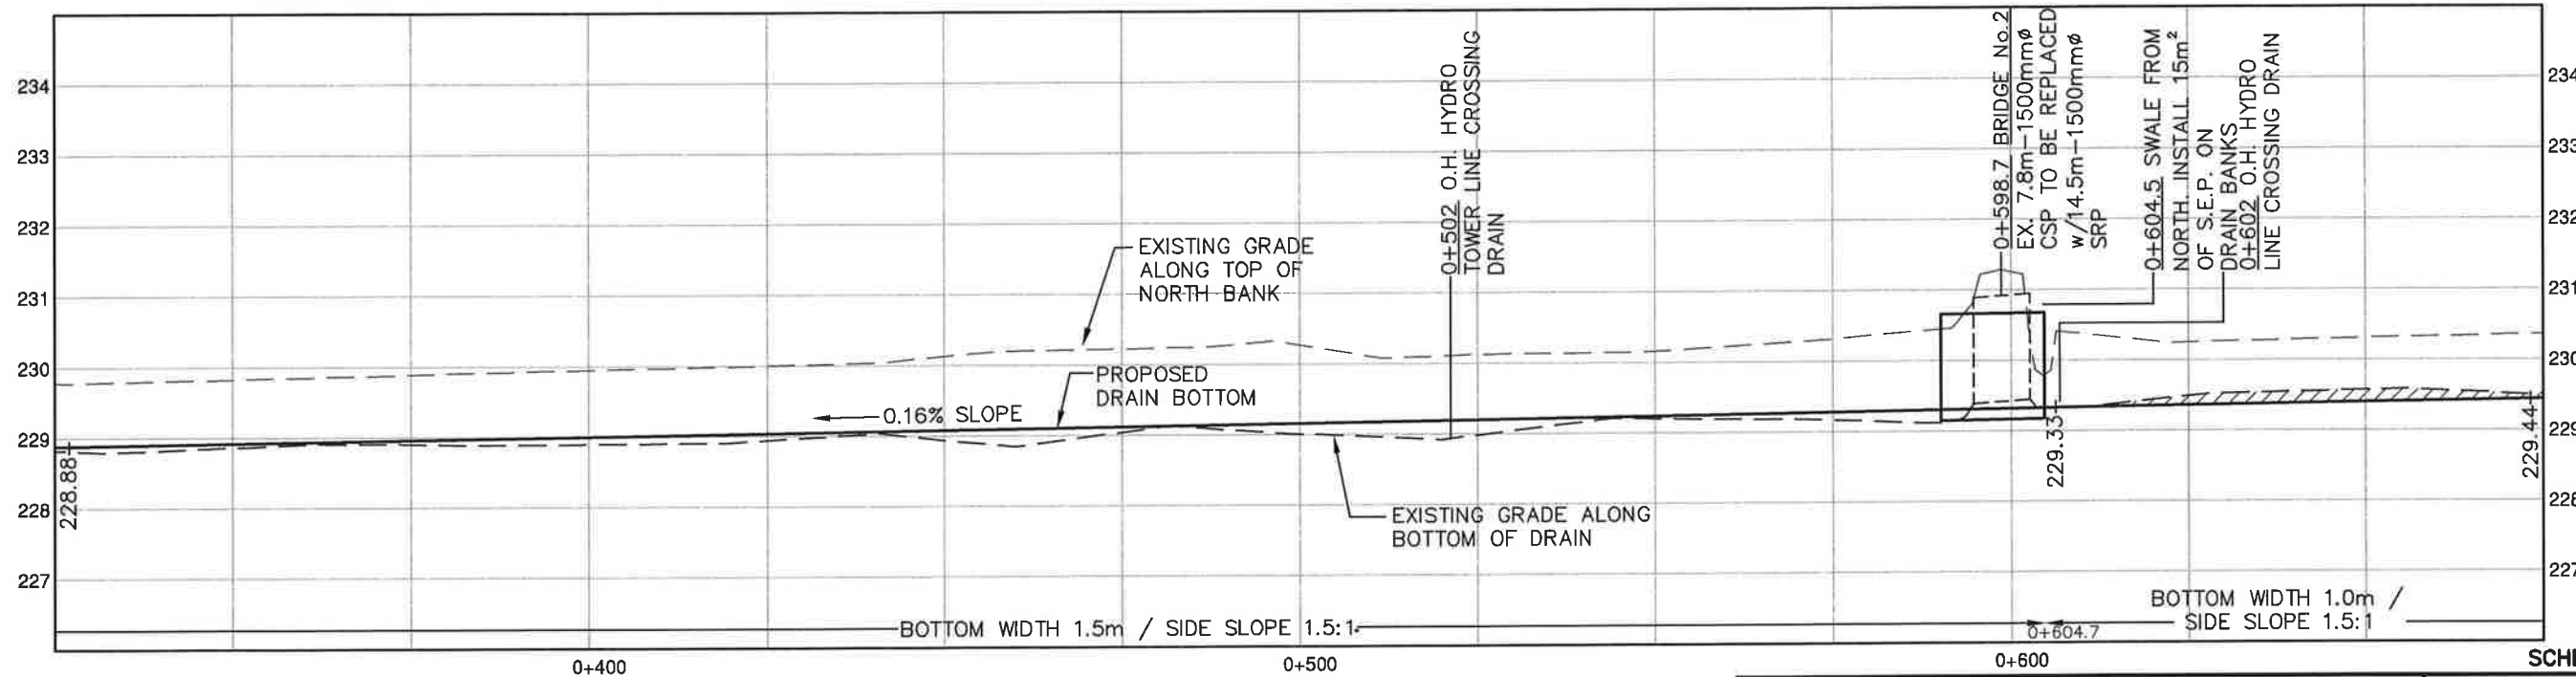 234
233
232
231
230
229
228
227
234
233
232
231
230
229
228
227
EXISTING GRADE
ALONG TOP OF
NORTH BANK
PROPOSED
DRAIN BOTTOM
0.16% SLOPE
228.88
EXISTING GRADE ALONG
BOTTOM OF DRAIN
0+502 O.H. HYDRO
TOWER LINE CROSSING
DRAIN
0+598.7 BRIDGE No.2
EX. 7.8m-1500mmø
CSP TO BE REPLACED
w/14.5m-1500mmø
SRP
0+604.5 SWALE FROM
NORTH. INSTALL 15m²
OF S.E.P. ON
DRAIN BANKS
0+602 O.H. HYDRO
LINE CROSSING DRAIN
229.33
229.44
BOTTOM WIDTH 1.5m / SIDE SLOPE 1.5:1
0+604.7
BOTTOM WIDTH 1.0m /
SIDE SLOPE 1.5:1
0+400
0+500
0+600
SCH